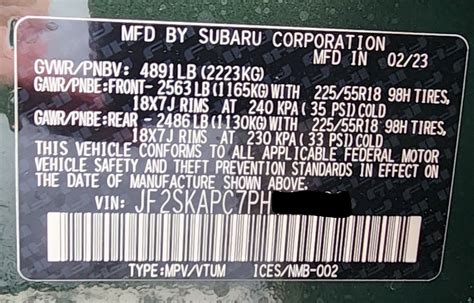 MFD BY SUBARU CORPORATION
02/23
GVWR/PNBV: 4891LB (2223KG)
GAWR/PNBE:FRONT-2563LB(1165KG)WITH 225/55R18 98H TIRES,
18X7J RIMS AT 240 KPA( 35 PSI)COLD
GAWR/PNBE:REAR -2486LB(1130KG)WITH 225/55R18 98H TIRES,
18X7J RIMS AT 230 KPA( 33 PSI)COLD
THIS VEHICLE CONFORMS TO ALL APPLICABLE FEDERAL MOTOR
VEHICLE SAFETY AND THEFT PREVENTION STANDARDS IN EFFECT ON
THE DATE OF MANUFACTURE SHOWN ABOVE.
VIN: JF2SKAPC7PH
TYPE:MPV/VTUM ICES/NMB-002